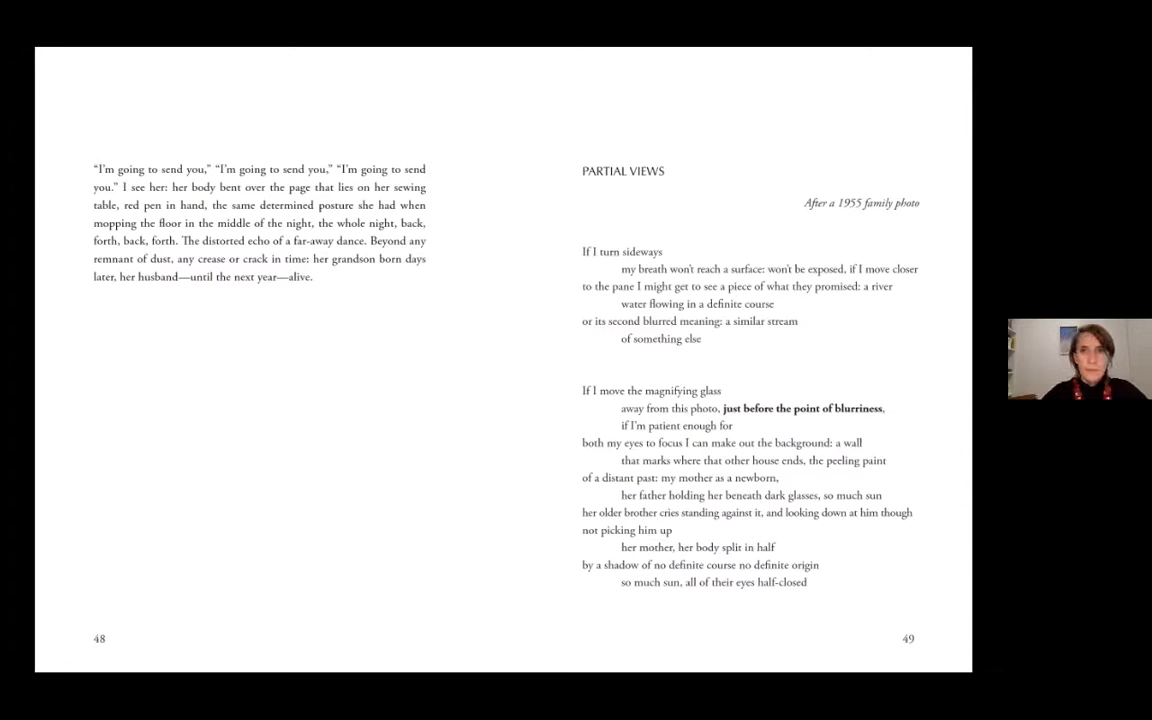 “I’m going to send you,” “I’m going to send you,” “I’m going to send
you.” I see her: her body bent over the page that lies on her sewing
table, red pen in hand, the same determined posture she had when
mopping the floor in the middle of the night, the whole night, back,
forth, back, forth. The distorted echo of a far-away dance. Beyond any
remnant of dust, any crease or crack in time: her grandson born days
later, her husband—until the next year—alive.
48
PARTIAL VIEWS
After a 1955 family photo
If I turn sideways
my breath won’t reach a surface: won’t be exposed, if I move closer
to the pane I might get to see a piece of what they promised: a river
water flowing in a definite course
or its second blurred meaning: a similar stream
of something else
If I move the magnifying glass
away from this photo, just before the point of blurriness,
if I’m patient enough for
both my eyes to focus I can make out the background: a wall
that marks where that other house ends, the peeling paint
of a distant past: my mother as a newborn,
her father holding her beneath dark glasses, so much sun
her older brother cries standing against it, and looking down at him though
not picking him up
her mother, her body split in half
by a shadow of no definite course no definite origin
so much sun, all of their eyes half-closed
49